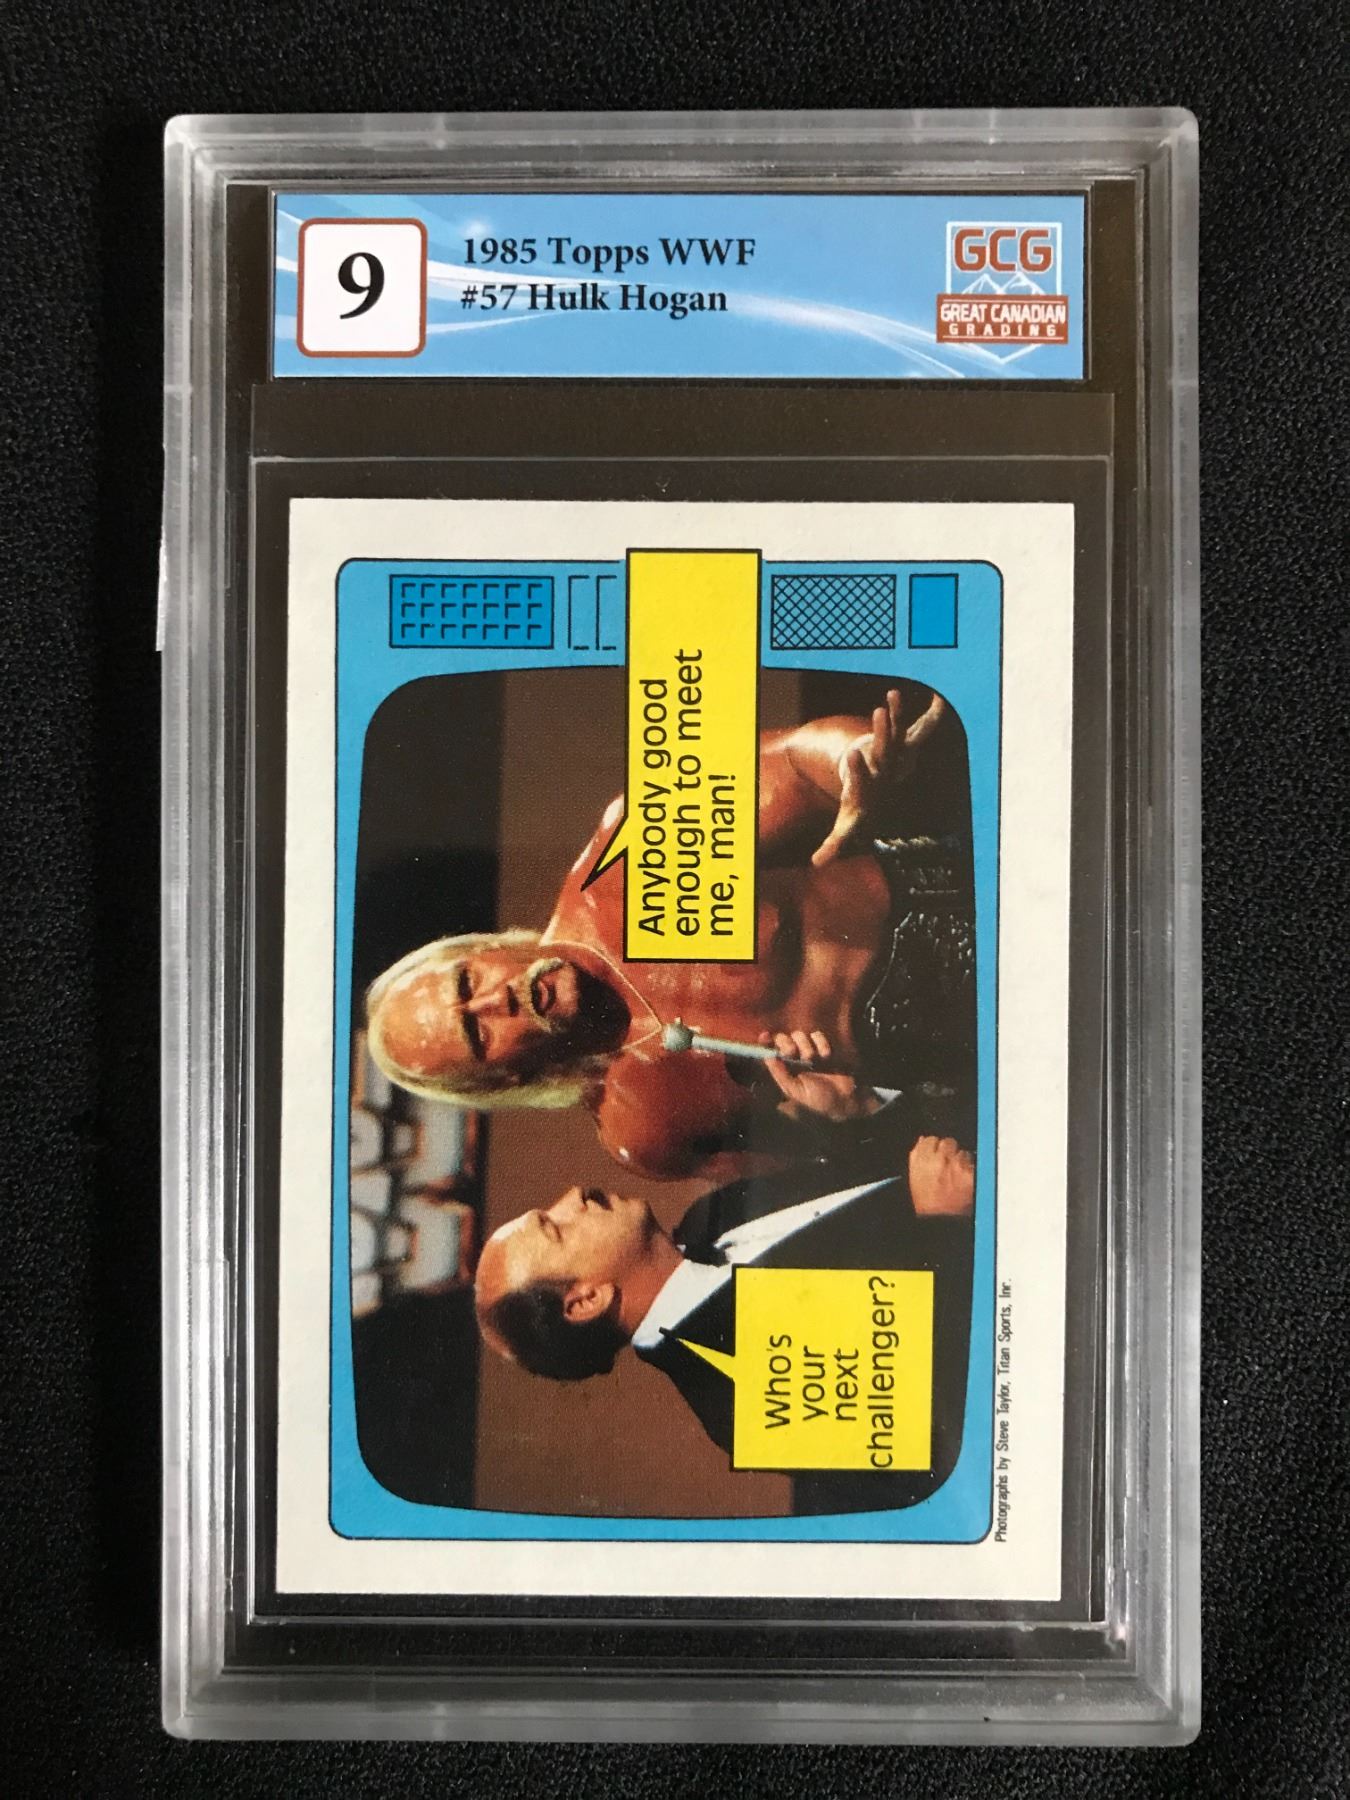 9
1985 Topps WWF
#57 Hulk Hogan
GCG
GREAT CANADIAN
GRADING
Anybody good
enough to meet
me, man!
Who's
your
next
challenger?
Photographs by Steve Taylor, Titan Sports, Inc.